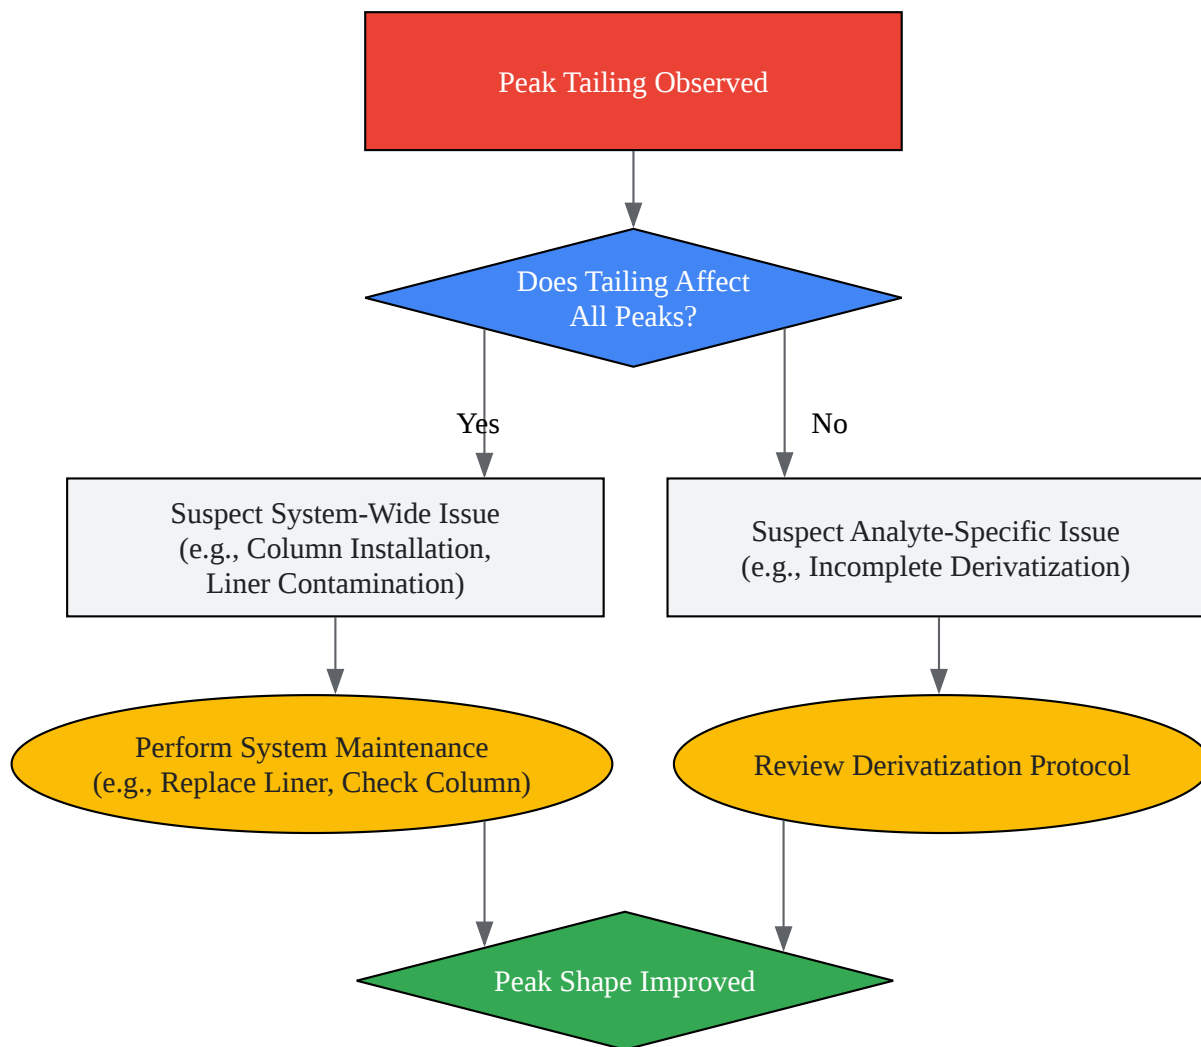 Peak Tailing Observed
Does Tailing Affect
All Peaks?
Yes
No
Suspect System-Wide Issue
(e.g., Column Installation,
Liner Contamination)
Suspect Analyte-Specific Issue
(e.g., Incomplete Derivatization)
Perform System Maintenance
(e.g., Replace Liner, Check Column)
Review Derivatization Protocol
Peak Shape Improved